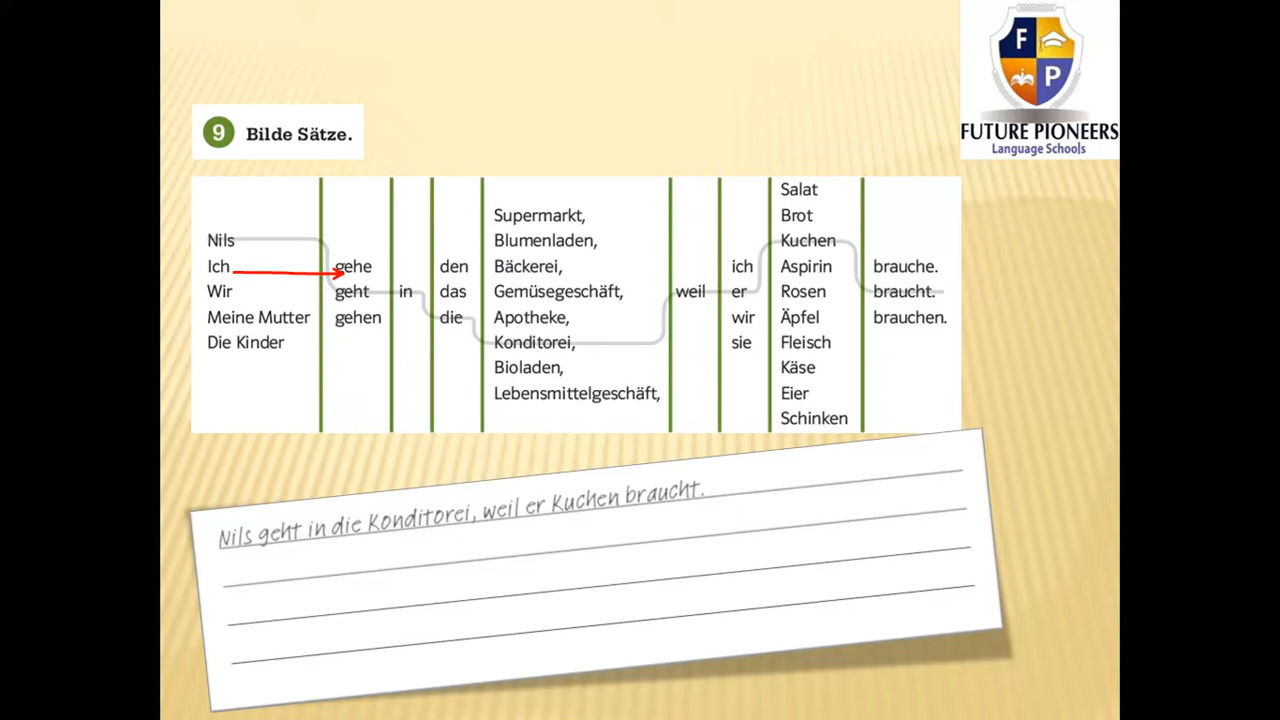 F
P
FUTURE PIONEERS
Language Schools
9 Bilde Sätze.
Nils
Ich
Wir
Meine Mutter
Die Kinder
gehe
geht
gehen
in
den
das
die
Supermarkt,
Blumenladen,
Bäckerei,
Gemüsegeschäft,
Apotheke,
Konditorei,
Bioladen,
Lebensmittelgeschäft,
weil
ich
er
wir
sie
Salat
Brot
Kuchen
Aspirin
Rosen
Äpfel
Fleisch
Käse
Eier
Schinken
brauche.
braucht.
brauchen.
Nils geht in die Konditorei, weil er Kuchen braucht.